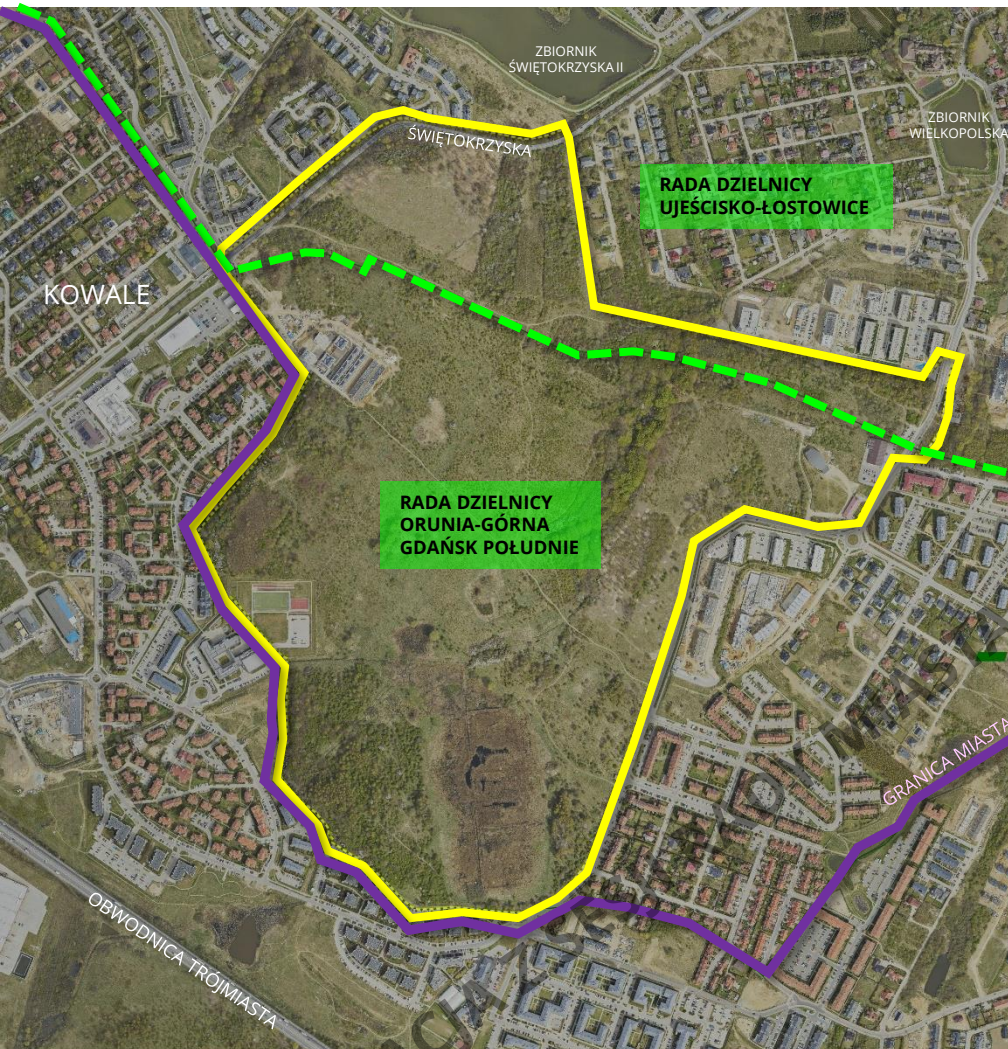 ZBIORNIK
ŚWIĘTOKRZYSKA II
ZBIORNIK
WIELKOPOLSKA
ŚWIĘTOKRZYSKA
RADA DZIELNICY
UJEŚCISKO-ŁOSTOWICE
KOWALE
RADA DZIELNICY
ORUNIA-GÓRNA
GDAŃSK POŁUDNIE
GRANICA MIASTA
OBWODNICA TRÓJMIASTA